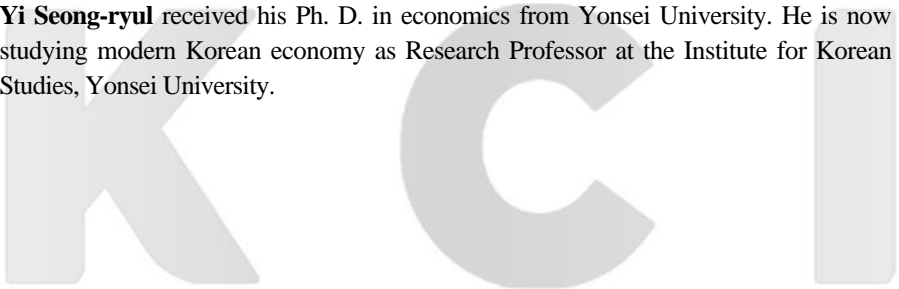 Yi Seong-ryul received his Ph. D. in economics from Yonsei University. He is now
studying modern Korean economy as Research Professor at the Institute for Korean
Studies, Yonsei University.
KCI